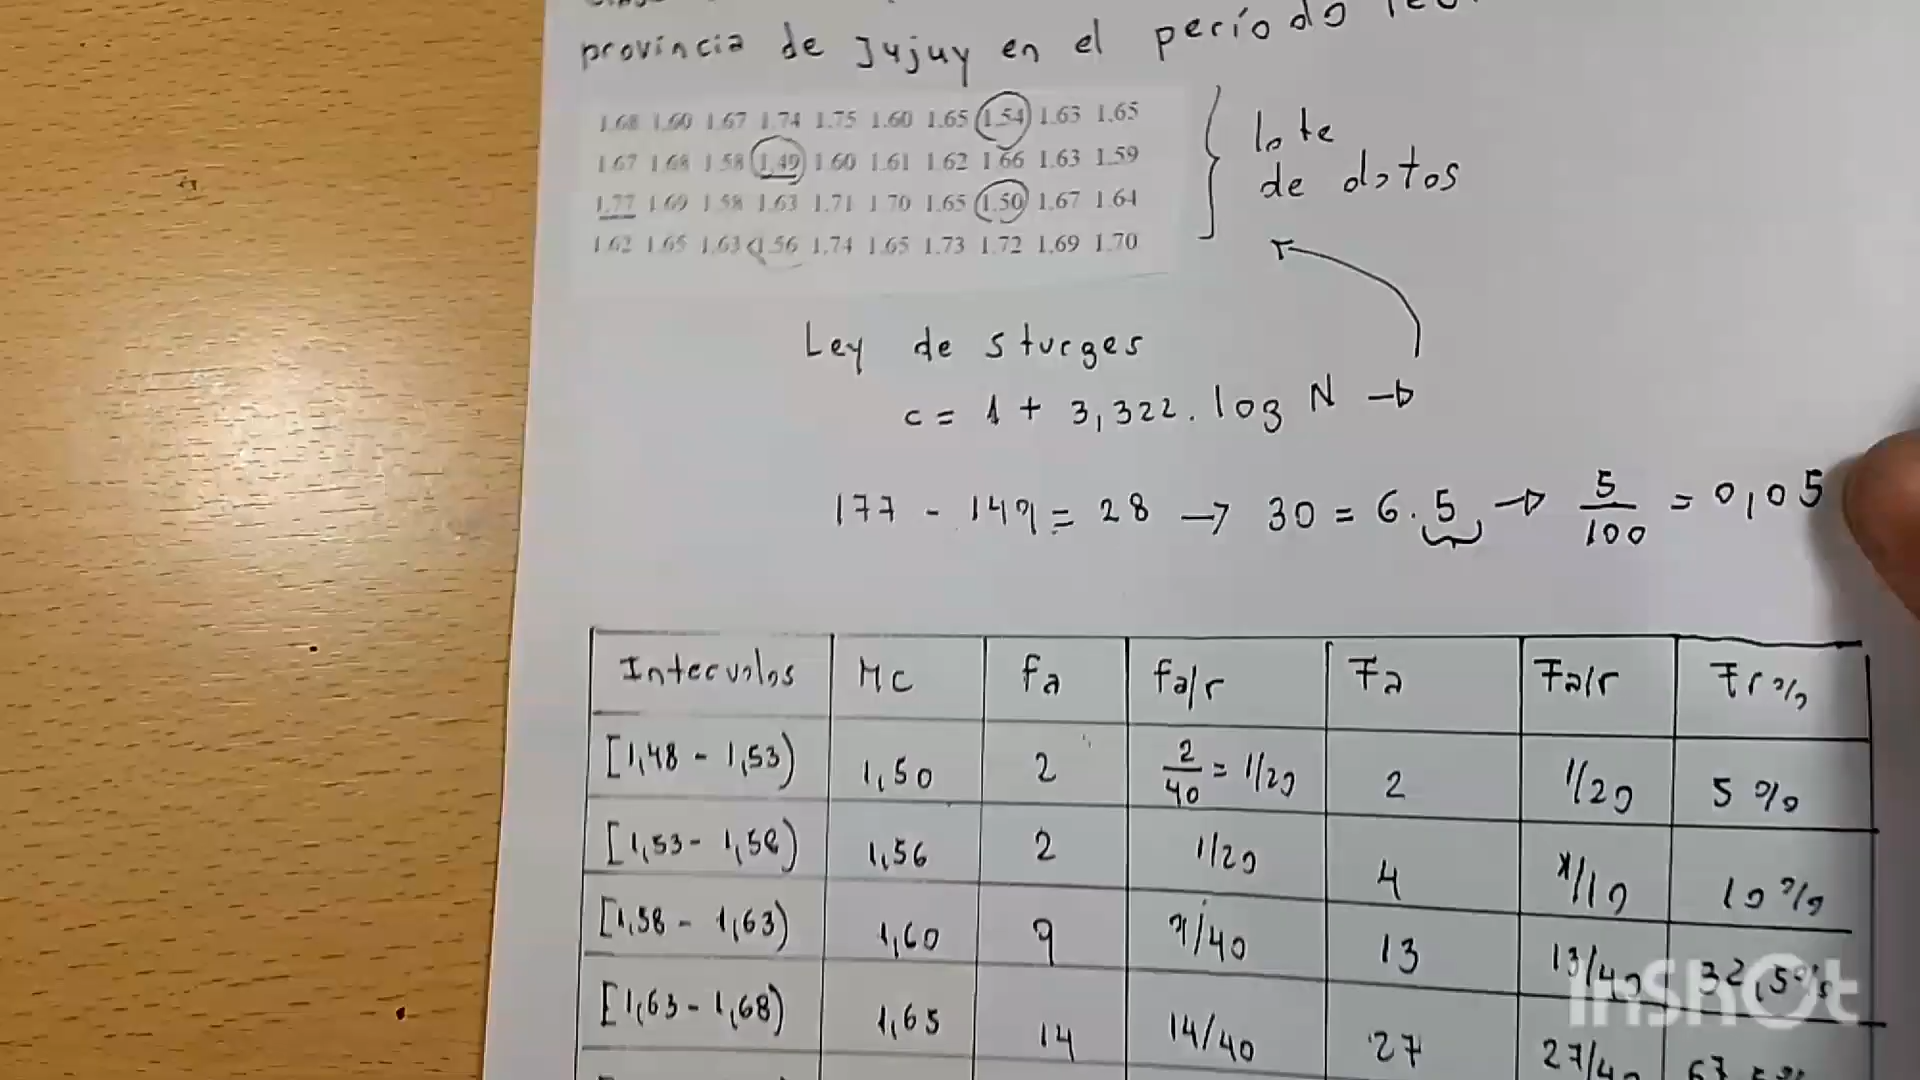 provincia de Jujuy en el período
1.68 1.60 1.67 1.74 1.75 1.60 1.65 1.54 1.63 1.65
1.67 1.68 1.58 1.49 1.60 1.61 1.62 1.66 1.63 1.59
1.77 1.69 1.58 1.63 1.71 1.70 1.65 1.50 1.67 1.64
1.62 1.65 1.63 1.56 1.74 1.65 1.73 1.72 1.69 1.70
lote
de datos
Ley de sturges
c = 1 + 3,322. log N →
177 - 149 = 28 → 30 = 6.5 → 5/100 = 0,05
Intervalos Mc fa fa/r Fa Fa/r Fr%
[1,48 - 1,53) 1,50 2 2/40 = 1/20 2 1/20 5 %
[1,53 - 1,58) 1,56 2 1/20 4 1/10 10 %
[1,58 - 1,63) 1,60 9 9/40 13 13/40 32,5%
[1,63 - 1,68) 1,65 14 14/40 27 27/40
InShOt